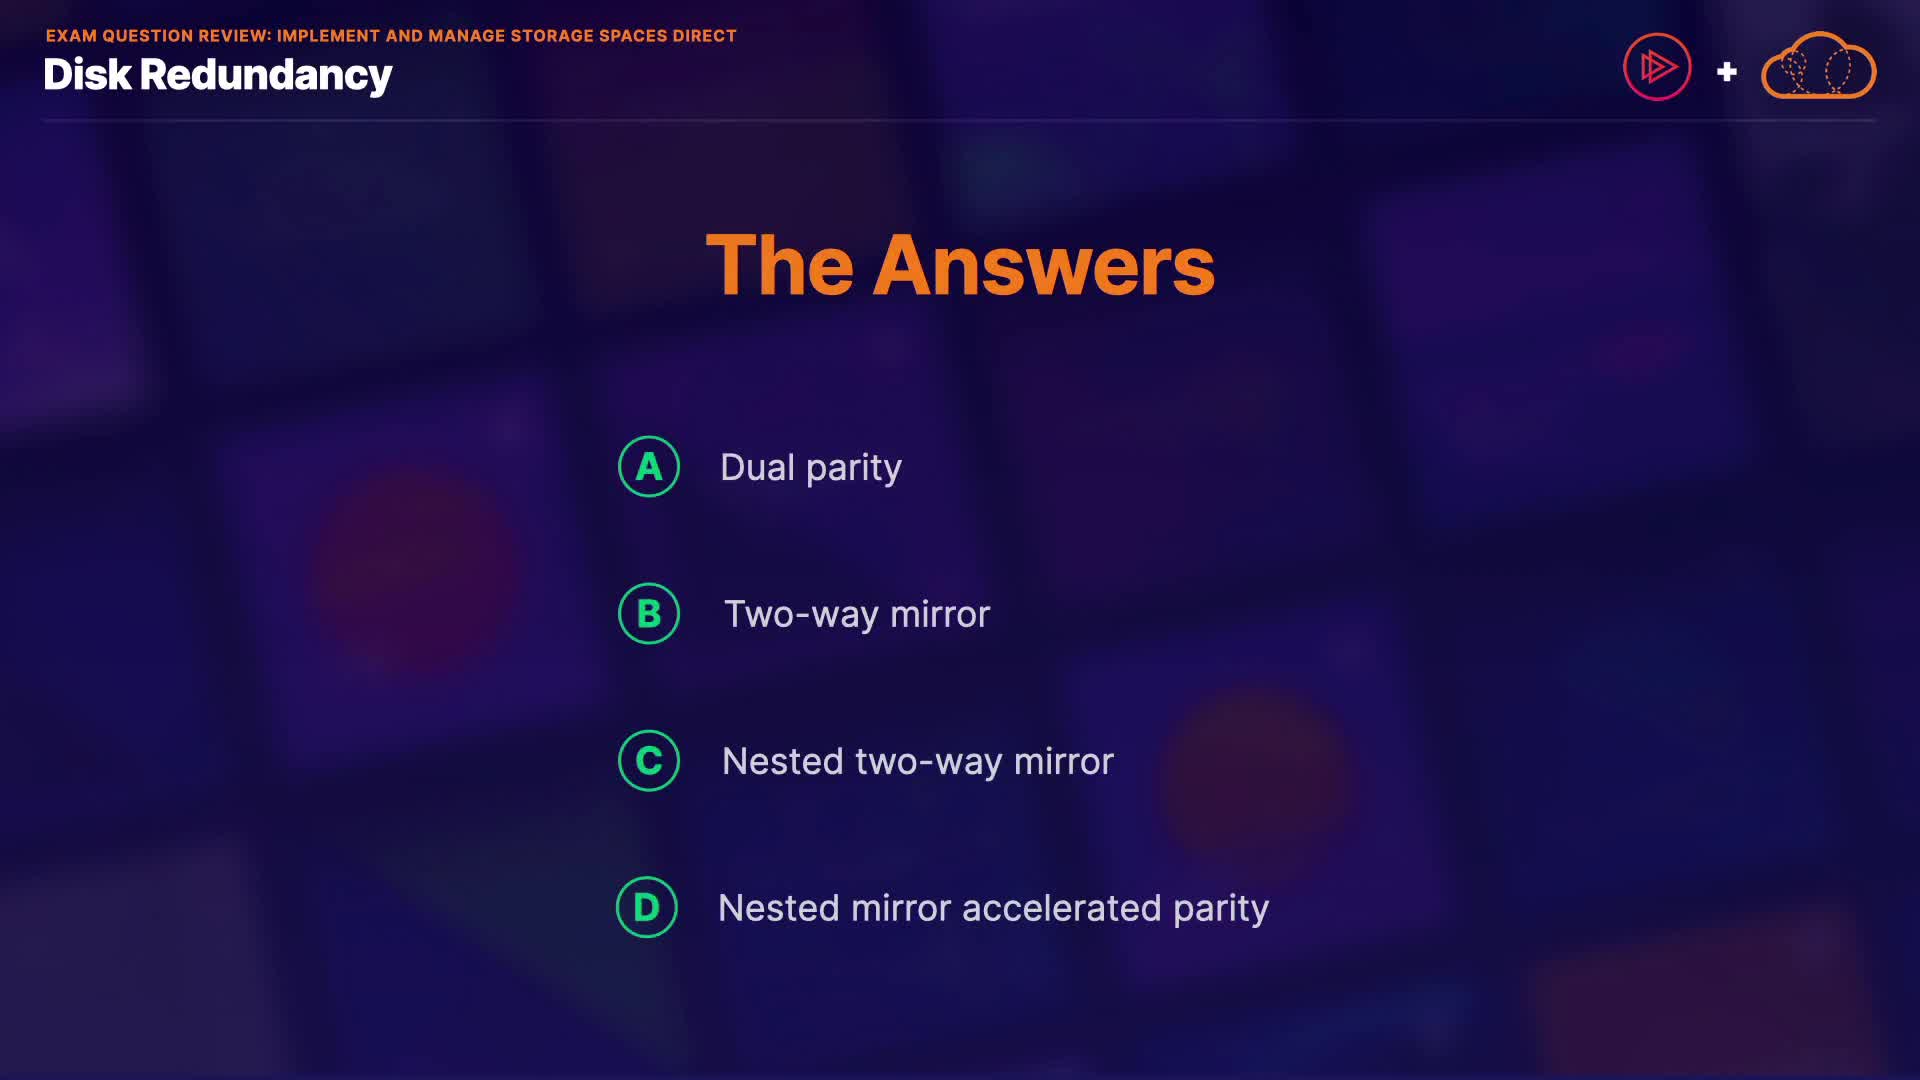 EXAM QUESTION REVIEW: IMPLEMENT AND MANAGE STORAGE SPACES DIRECT
Disk Redundancy
+
The Answers
A Dual parity
B Two-way mirror
C Nested two-way mirror
D Nested mirror accelerated parity